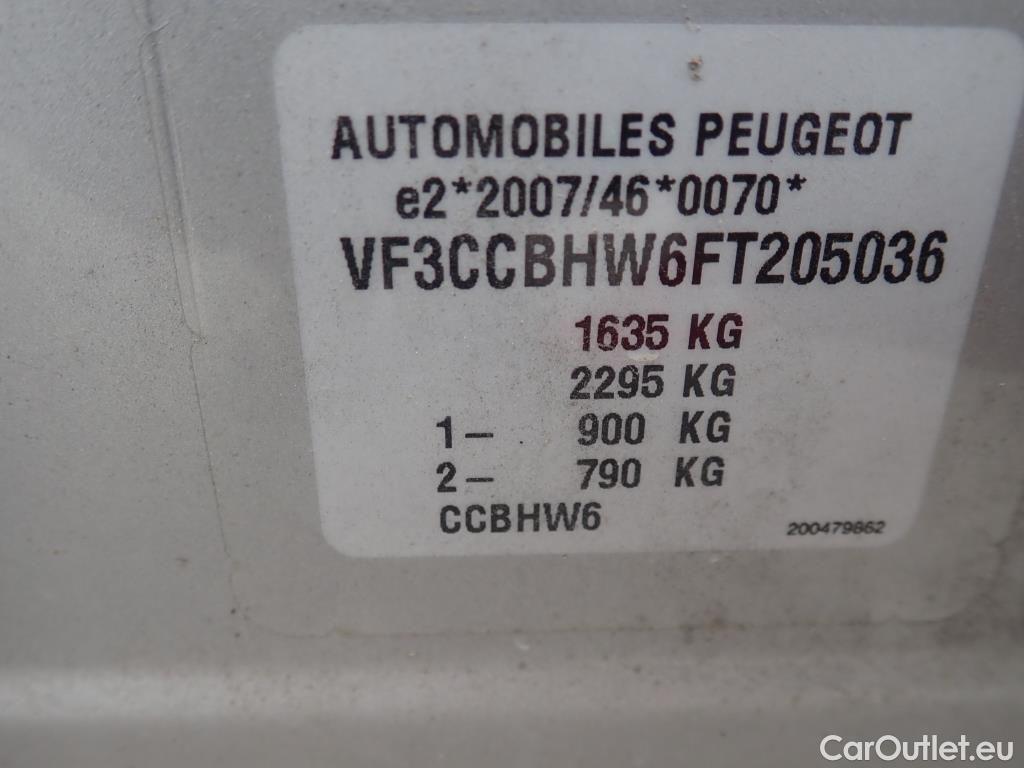 AUTOMOBILES PEUGEOT
e2*2007/46*0070*
VF3CCBHW6FT205036
1635 KG
2295 KG
1- 900 KG
2- 790 KG
CCBHW6
200479862
CarOutlet.eu